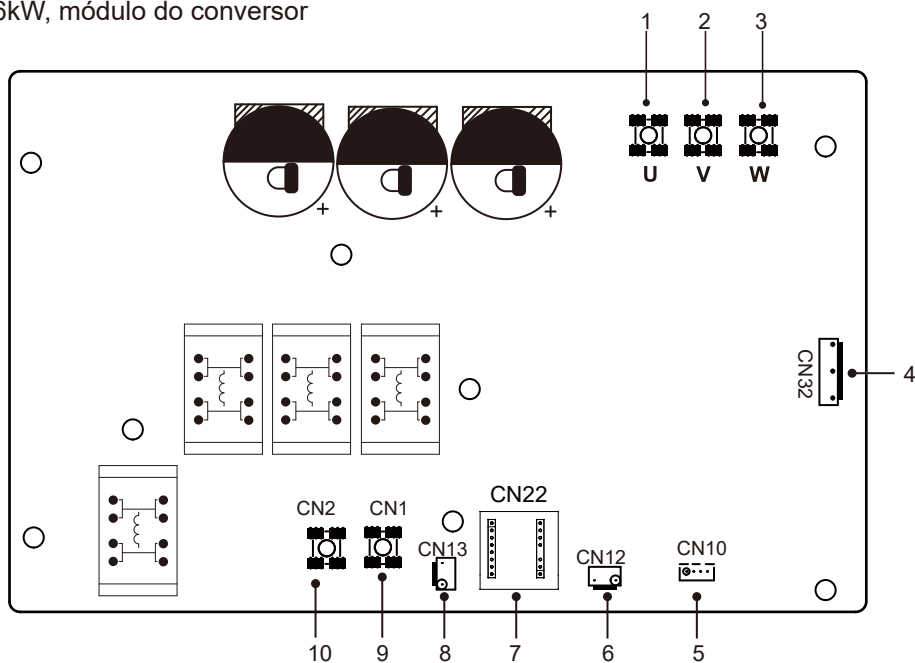 6kW, módulo do conversor
1 2 3
+ + +
U V W
CN32
4
CN2 CN1 CN22
CN13 CN12 CN10
10 9 8 7 6 5